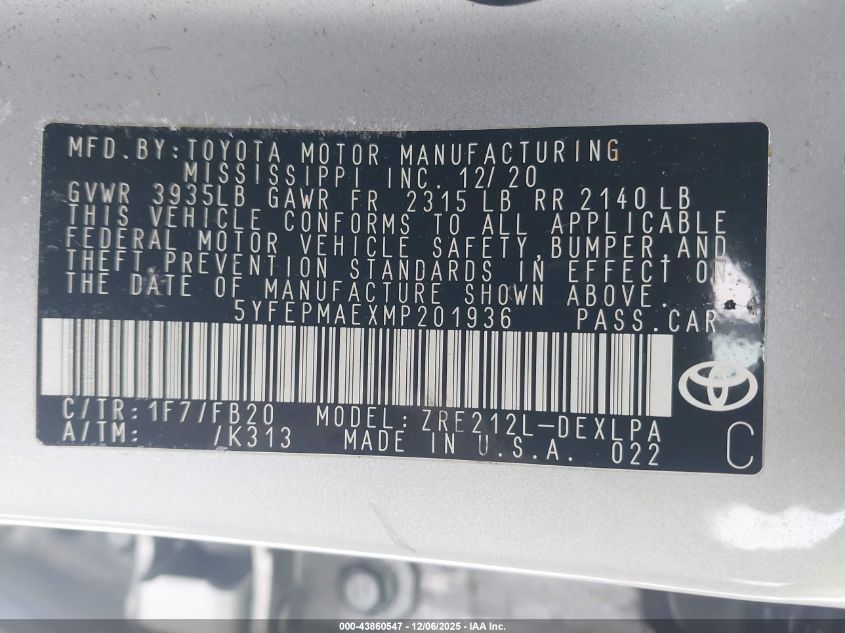 MFD.BY:TOYOTA MOTOR MANUFACTURING
MISSISSIPPI INC. 12/20
GVWR 3935LB GAWR FR 2315LB RR 2140LB
THIS VEHICLE CONFORMS TO ALL APPLICABLE
FEDERAL MOTOR VEHICLE SAFETY,BUMPER,AND
THEFT PREVENTION STANDARDS IN EFFECT ON
THE DATE OF MANUFACTURE SHOWN ABOVE.
5YFEPMAEXMP201936 PASS.CAR
C/TR:1F7/FB20 MODEL:ZRE212L-DEXLPA
A/TM: /K313 MADE IN U.S.A. 022
C
000-43860547 - 12/06/2025 - IAA Inc.